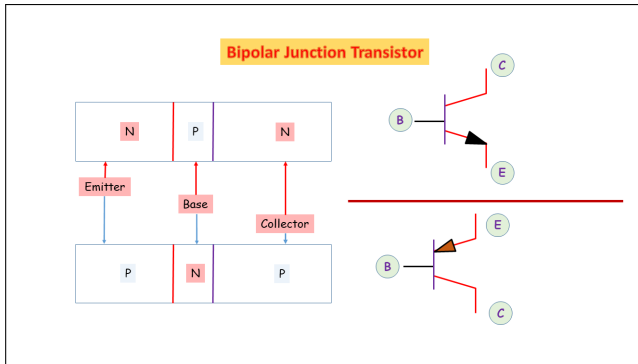 Bipolar Junction Transistor
N
P
N
Emitter
Base
Collector
P
N
P
C
B
E
E
B
C